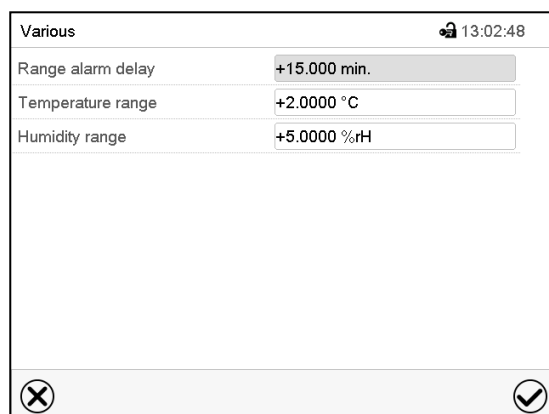 Various 13:02:48
Range alarm delay +15.000 min.
Temperature range +2.0000 °C
Humidity range +5.0000 %rH